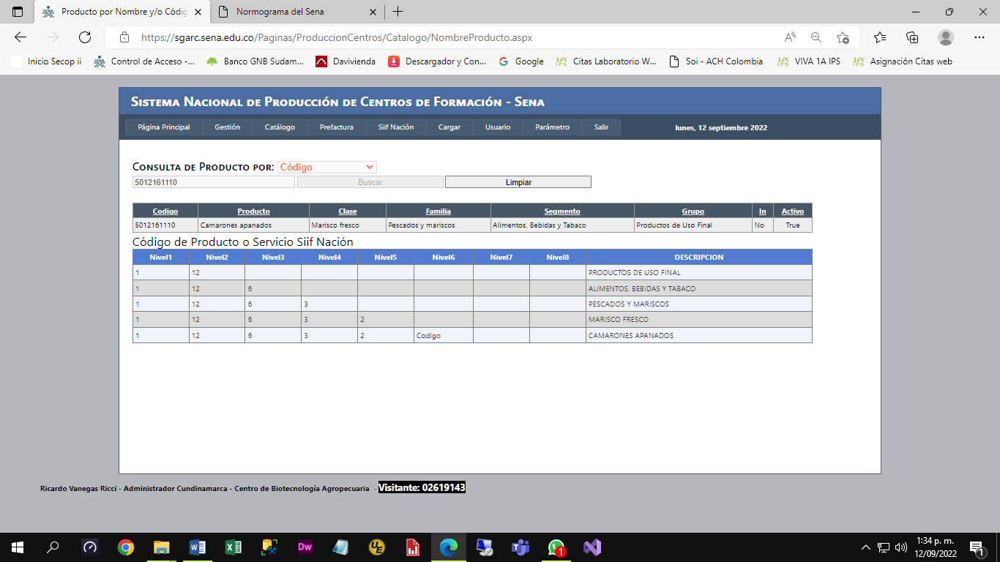 Producto por Nombre y/o Códig
Normograma del Sena
https://sgarc.sena.edu.co/Paginas/ProduccionCentros/Catalogo/NombreProducto.aspx
Inicio Secop ii
Control de Acceso -...
Banco GNB Sudam...
Davivienda
Descargador y Con...
Google
Citas Laboratorio W...
Soi - ACH Colombia
VIVA 1A IPS
Asignación Citas web
Sistema Nacional de Producción de Centros de Formación - Sena
Página Principal Gestión Catálogo Prefactura Siif Nación Cargar Usuario Parámetro Salir lunes, 12 septiembre 2022
Consulta de Producto por: Código
5012161110 Buscar Limpiar
Codigo Producto Clase Familia Segmento Grupo In Activo
5012161110 Camarones apanados Marisco fresco Pescados y mariscos Alimentos, Bebidas y Tabaco Productos de Uso Final No True
Código de Producto o Servicio Siif Nación
Nivel1 Nivel2 Nivel3 Nivel4 Nivel5 Nivel6 Nivel7 Nivel8 DESCRIPCION
1 12 PRODUCTOS DE USO FINAL
1 12 6 ALIMENTOS, BEBIDAS Y TABACO
1 12 6 3 PESCADOS Y MARISCOS
1 12 6 3 2 MARISCO FRESCO
1 12 6 3 2 Codigo CAMARONES APANADOS
Ricardo Vanegas Ricci - Administrador Cundinamarca - Centro de Biotecnología Agropecuaria - Visitante: 02619143
Dw
UE
1
1:34 p. m.
12/09/2022
1